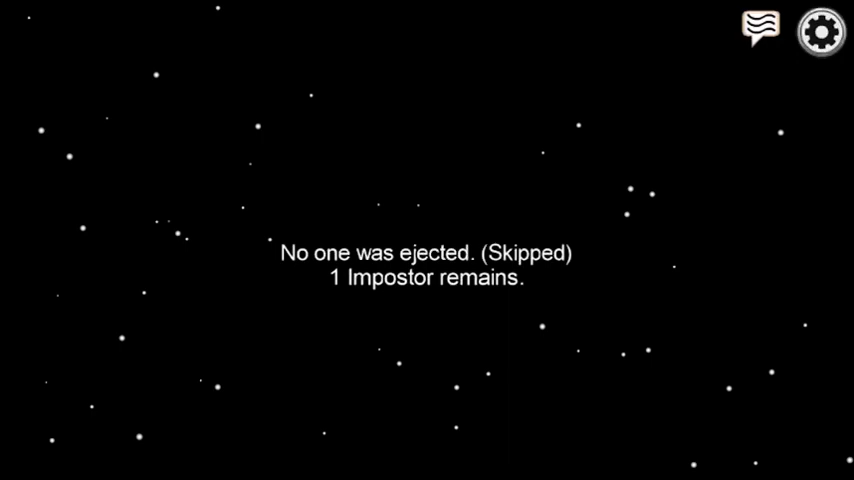 No one was ejected. (Skipped)
1 Impostor remains.